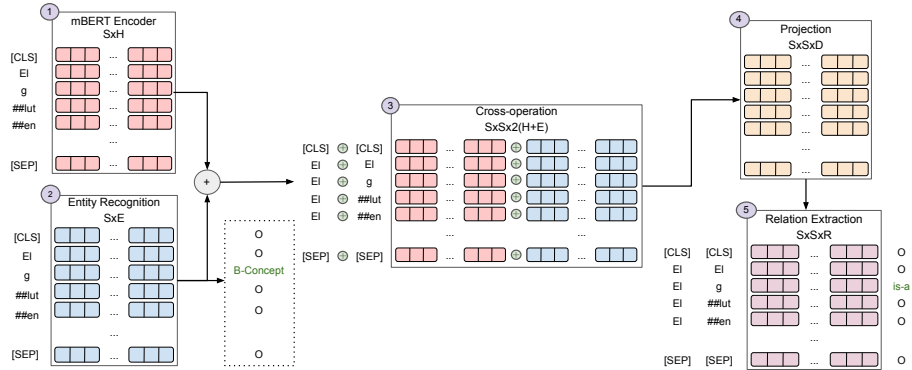 1
mBERT Encoder
SxH
[CLS] ...
El ...
g ...
##lut ...
##en ...
...
[SEP] ...
2
Entity Recognition
SxE
[CLS] ...
El ...
g ...
##lut ...
##en ...
...
[SEP] ...
+
O
O
B-Concept
O
O
O
3
Cross-operation
SxSx2(H+E)
[CLS] ⊕ [CLS] ... ⊕ ...
El ⊕ El ... ⊕ ...
El ⊕ g ... ⊕ ...
El ⊕ ##lut ... ⊕ ...
El ⊕ ##en ... ⊕ ...
... ...
[SEP] ⊕ [SEP] ... ⊕ ...
4
Projection
SxSxD
...
...
...
...
...
...
...
5
Relation Extraction
SxSxR
[CLS] [CLS] ... O
El El ... O
El g ... is-a
El ##lut ... O
El ##en ... O
...
[SEP] [SEP] ... O